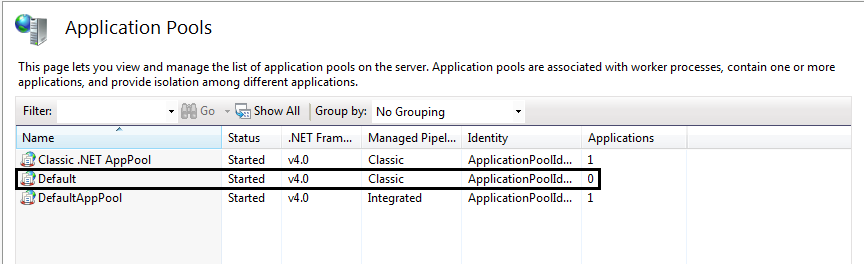 Application Pools
This page lets you view and manage the list of application pools on the server. Application pools are associated with worker processes, contain one or more
applications, and provide isolation among different applications.
Filter: Go Show All Group by: No Grouping
Name Status .NET Fram... Managed Pipel... Identity Applications
Classic .NET AppPool Started v4.0 Classic ApplicationPoolId... 1
Default Started v4.0 Classic ApplicationPoolId... 0
DefaultAppPool Started v4.0 Integrated ApplicationPoolId... 1